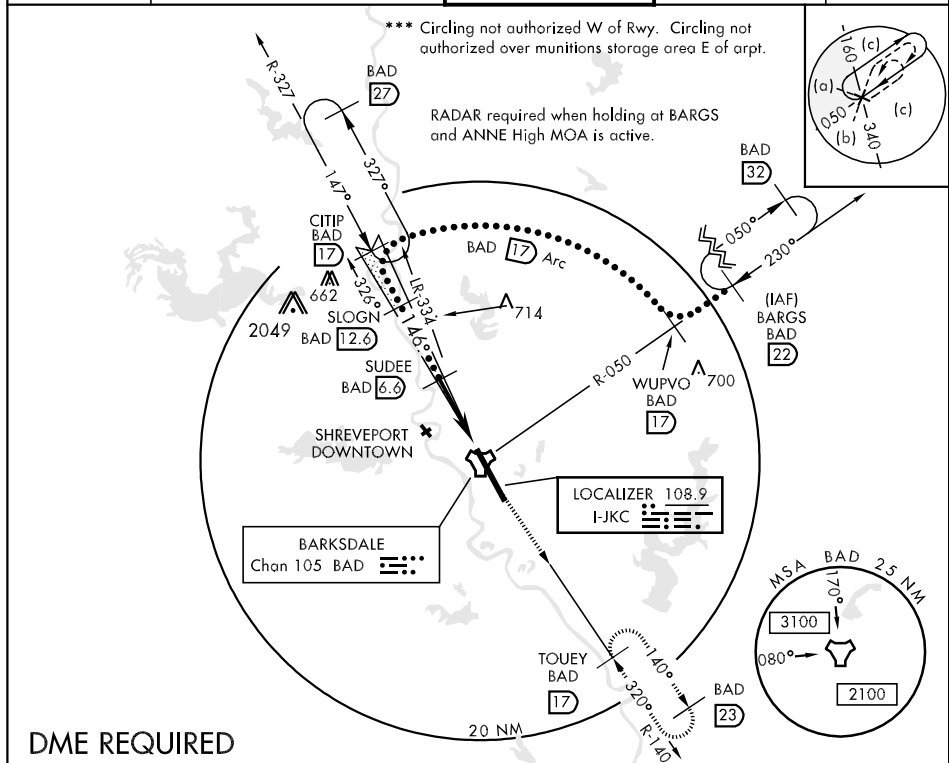 *** Circling not authorized W of Rwy. Circling not
authorized over munitions storage area E of arpt.
RADAR required when holding at BARGS
and ANNE High MOA is active.
160
(c)
(a)
050
(b)
340
(c)
R-327
BAD
27
147°
327°
CITIP
BAD
17
BAD 17 Arc
BAD
32
050°
230°
(IAF)
BARGS
BAD
22
662
2049
326°
LR-334
146°
714
SLOGN
BAD 12.6
SUDEE
BAD 6.6
R-050
WUPVO
BAD
17
700
SHREVEPORT
DOWNTOWN
LOCALIZER 108.9
I-JKC
BARKSDALE
Chan 105 BAD
MSA BAD 25 NM
170°
3100
080°
2100
TOUEY
BAD
17
140°
320°
R-140
BAD
23
20 NM
DME REQUIRED